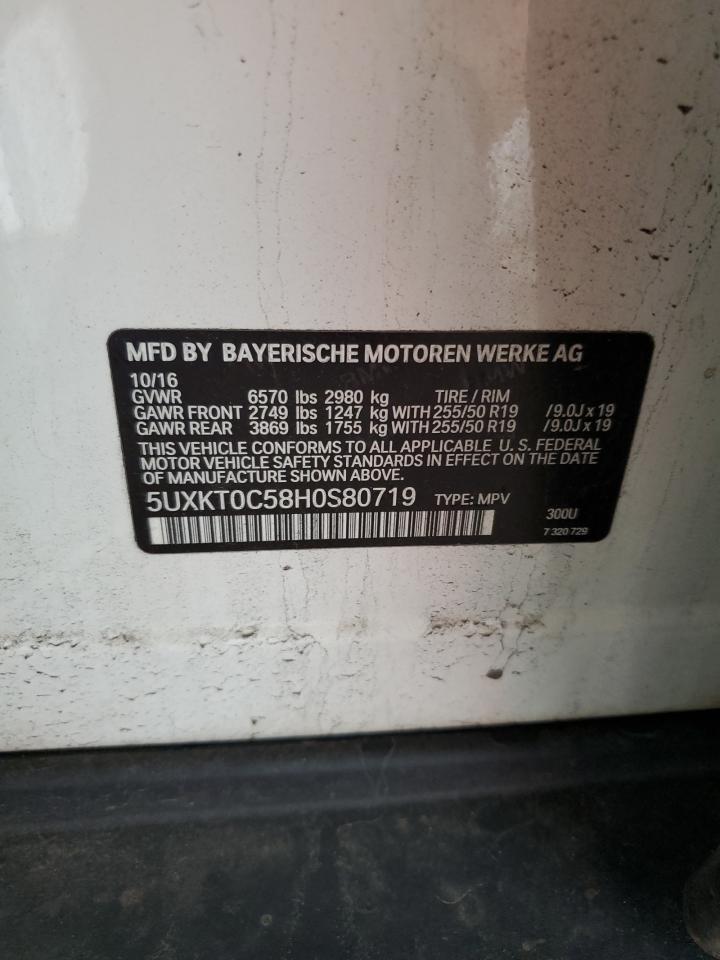 MFD BY BAYERISCHE MOTOREN WERKE AG
10/16
GVWR 6570 lbs 2980 kg TIRE / RIM
GAWR FRONT 2749 lbs 1247 kg WITH 255/50 R19 /9.0J x 19
GAWR REAR 3869 lbs 1755 kg WITH 255/50 R19 /9.0J x 19
THIS VEHICLE CONFORMS TO ALL APPLICABLE U. S. FEDERAL
MOTOR VEHICLE SAFETY STANDARDS IN EFFECT ON THE DATE
OF MANUFACTURE SHOWN ABOVE.
5UXKT0C58H0S80719 TYPE: MPV
300U
7 320 729